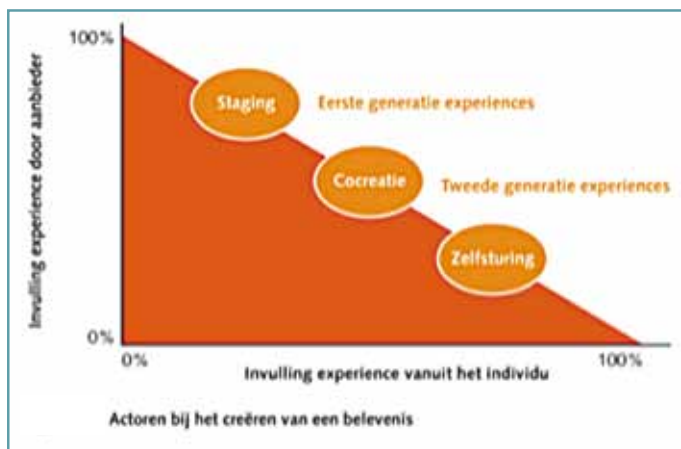 100%
Invulling experience door aanbieder
Staging
Eerste generatie experiences
Cocreatie
Tweede generatie experiences
Zelfsturing
0%
0%
100%
Invulling experience vanuit het individu
Actoren bij het creëren van een belevenis